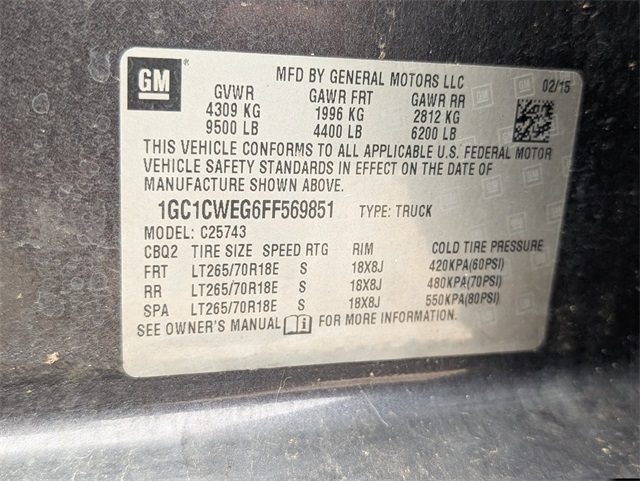 GM
MFD BY GENERAL MOTORS LLC 02/15
GVWR GAWR FRT GAWR RR
4309 KG 1996 KG 2812 KG
9500 LB 4400 LB 6200 LB
THIS VEHICLE CONFORMS TO ALL APPLICABLE U.S. FEDERAL MOTOR
VEHICLE SAFETY STANDARDS IN EFFECT ON THE DATE OF
MANUFACTURE SHOWN ABOVE.
1GC1CWEG6FF569851 TYPE: TRUCK
MODEL: C25743
CBQ2 TIRE SIZE SPEED RTG RIM COLD TIRE PRESSURE
FRT LT265/70R18E S 18X8J 420KPA(60PSI)
RR LT265/70R18E S 18X8J 480KPA(70PSI)
SPA LT265/70R18E S 18X8J 550KPA(80PSI)
SEE OWNER'S MANUAL FOR MORE INFORMATION.